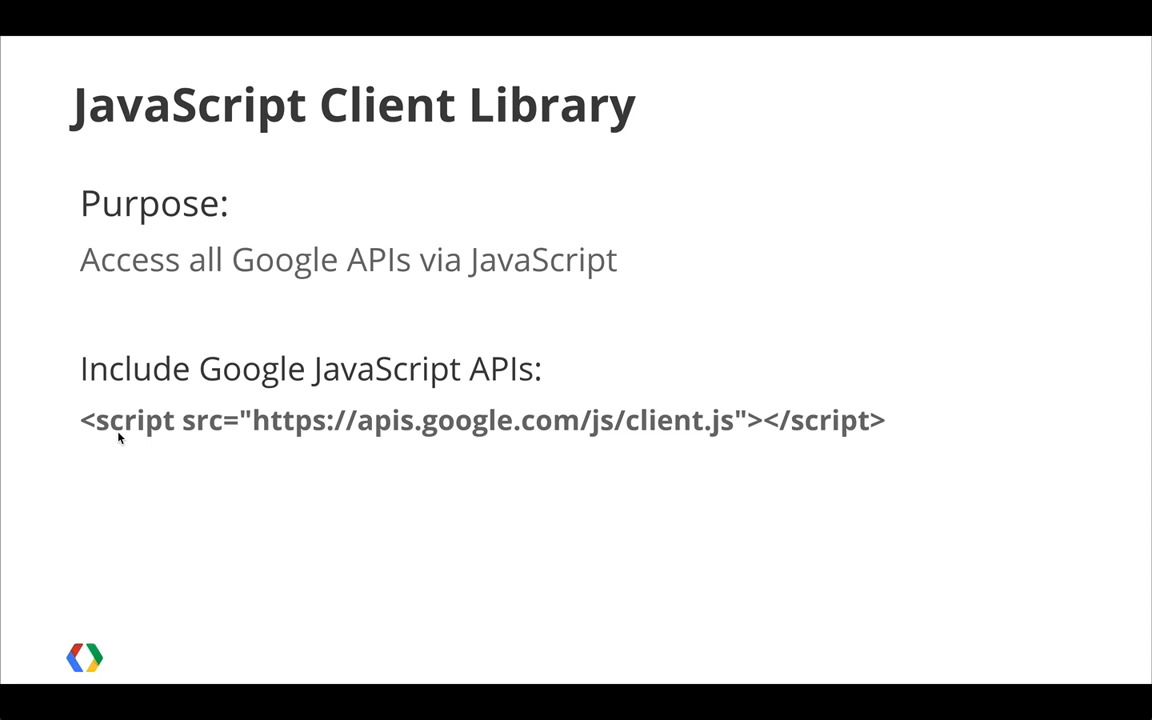 JavaScript Client Library
Purpose:
Access all Google APIs via JavaScript
Include Google JavaScript APIs:
<script src="https://apis.google.com/js/client.js"></script>